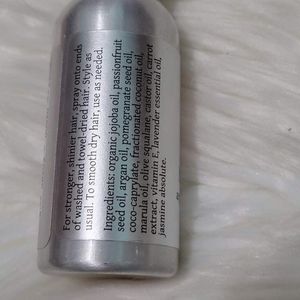 For stronger, shinier hair, spray onto ends
of washed and towel-dried hair. Style as
usual. To smooth dry hair, use as needed.
Ingredients: organic jojoba oil, passionfruit
seed oil, argan oil, pomegranate seed oil,
coco-caprylate, fractionated coconut oil,
marula oil, olive squalane, castor oil, carrot
extract, vitamin E, lavender essential oil,
jasmine absolute.